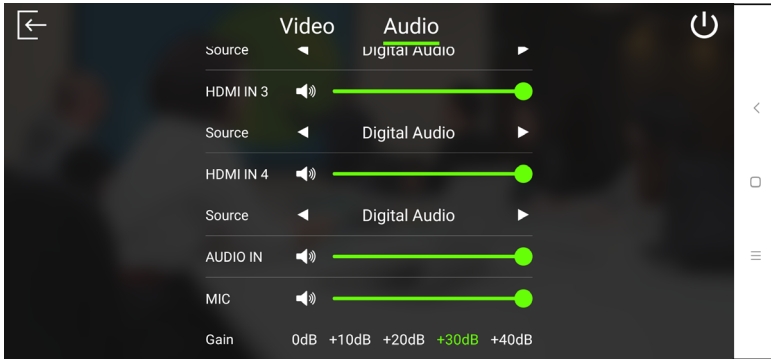 Video Audio
Source Digital Audio
HDMI IN 3
Source Digital Audio
HDMI IN 4
Source Digital Audio
AUDIO IN
MIC
Gain 0dB +10dB +20dB +30dB +40dB